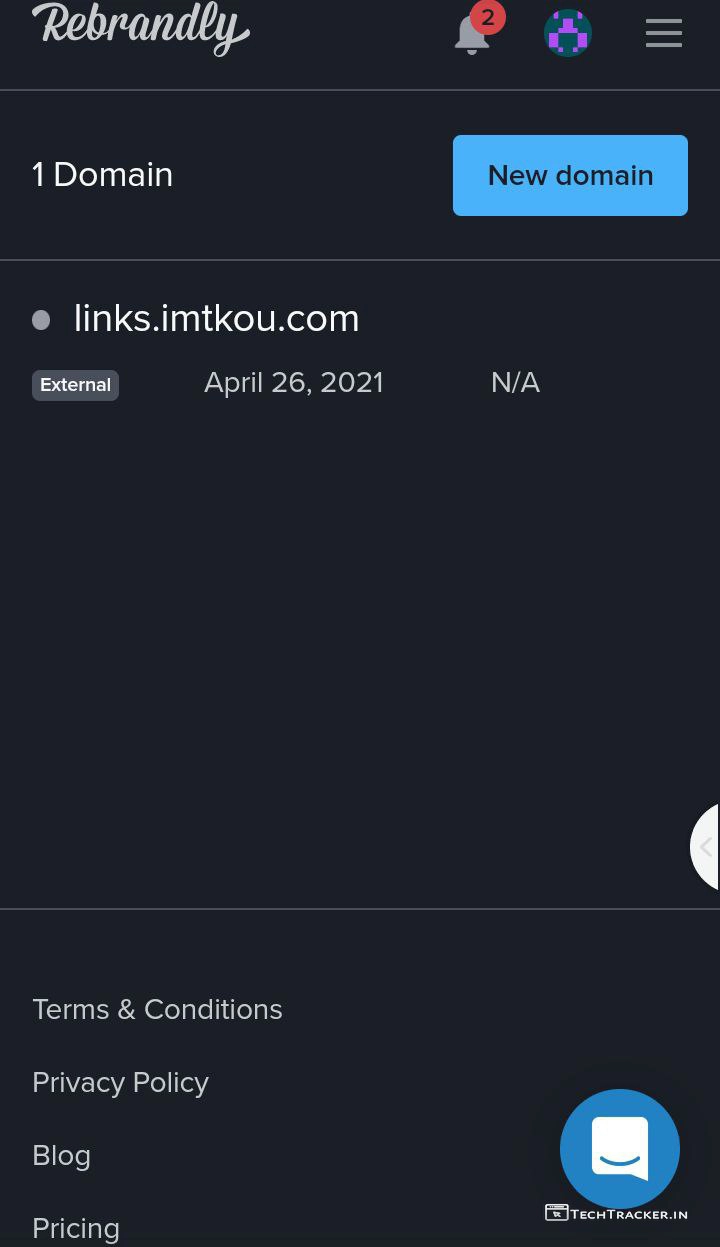 Rebrandly
2
1 Domain
New domain
links.imtkou.com
External April 26, 2021 N/A
Terms & Conditions
Privacy Policy
Blog
Pricing
TECHTRACKER.IN